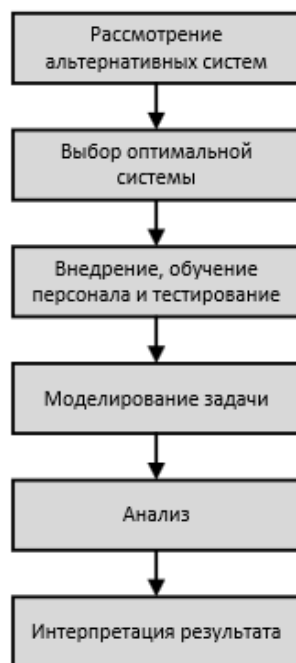 Рассмотрение
альтернативных систем
Выбор оптимальной
системы
Внедрение, обучение
персонала и тестирование
Моделирование задачи
Анализ
Интерпретация результата